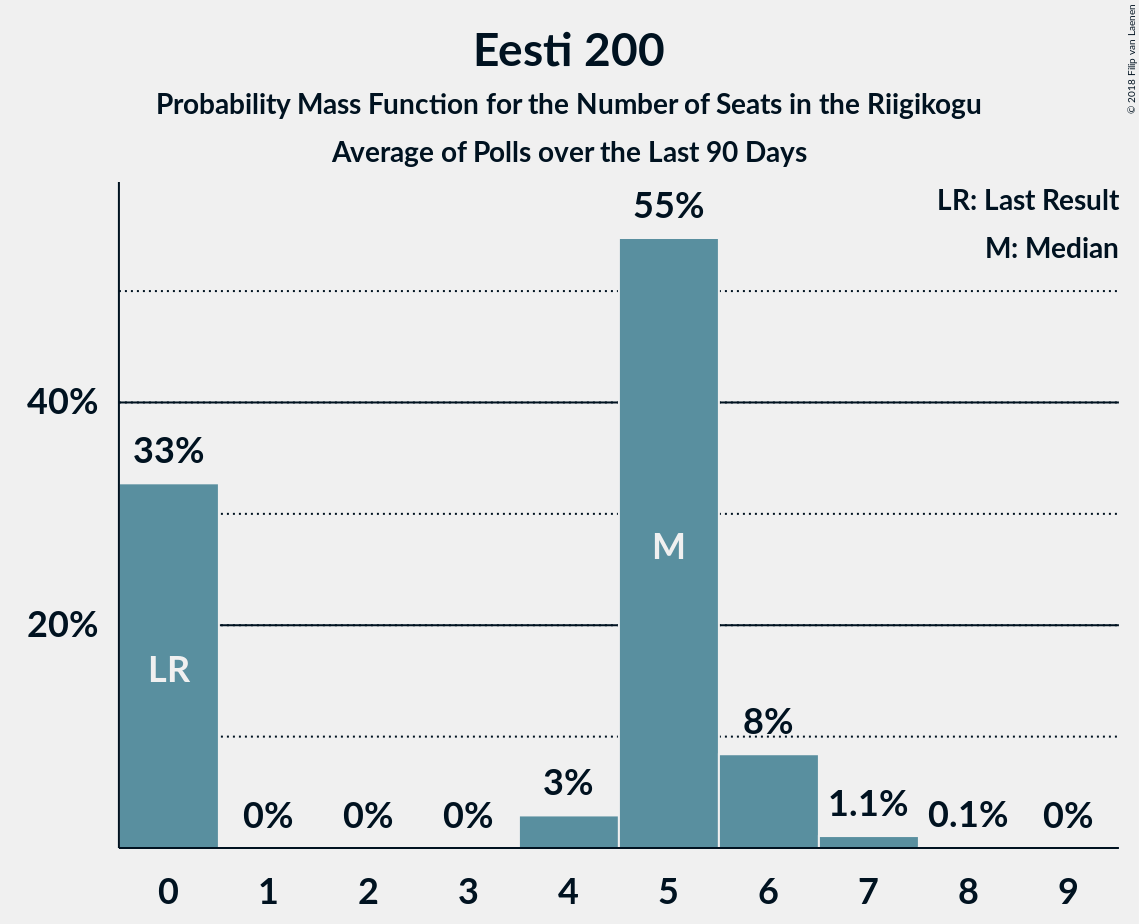 Eesti 200
Probability Mass Function for the Number of Seats in the Riigikogu
Average of Polls over the Last 90 Days
© 2018 Filip van Laenen
LR: Last Result
M: Median
55%
40%
33%
M
20%
LR
8%
3%
1.1%
0% 0% 0% 0.1% 0%
0 1 2 3 4 5 6 7 8 9